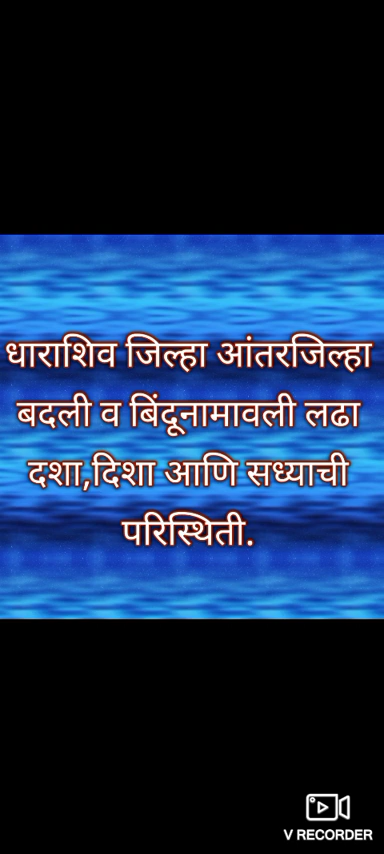 धाराशिव जिल्हा आंतरजिल्हा
बदली व बिंदूनामावली लढा
दशा,दिशा आणि सध्याची
परिस्थिती.
V RECORDER